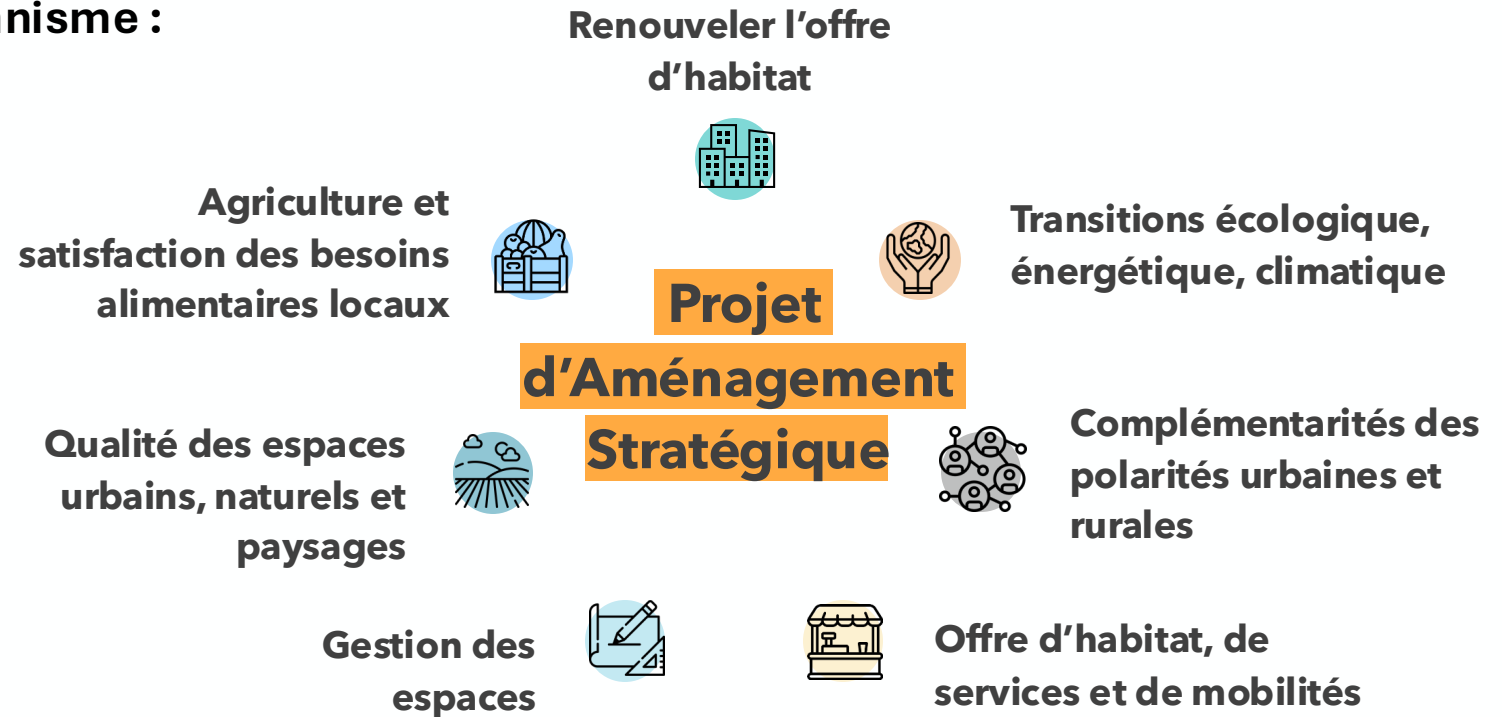 Renouveler l’offre
d’habitat
Agriculture et
satisfaction des besoins
alimentaires locaux
Transitions écologique,
énergétique, climatique
Projet
d’Aménagement
Stratégique
Qualité des espaces
urbains, naturels et
paysages
Complémentarités des
polarités urbaines et
rurales
Gestion des
espaces
Offre d’habitat, de
services et de mobilités